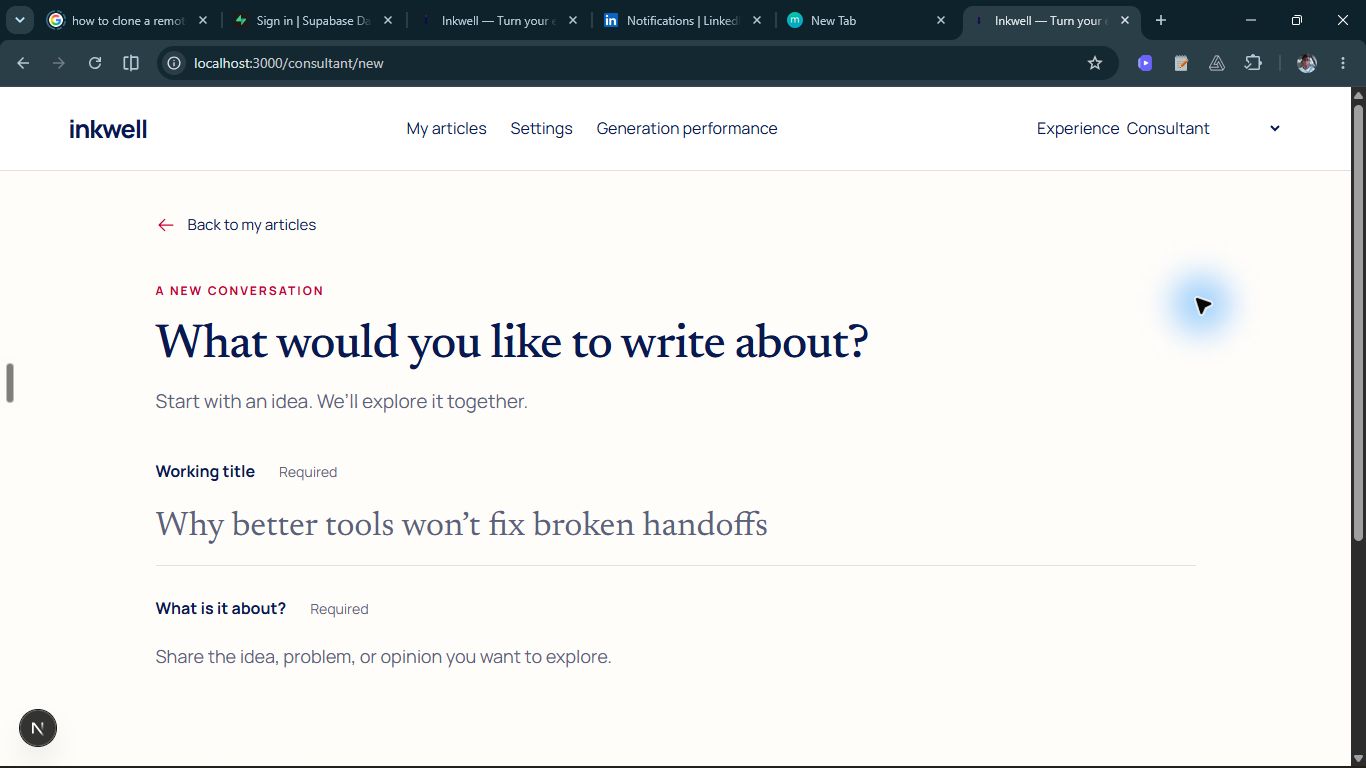 how to clone a remot
Sign in | Supabase Da
Inkwell — Turn your e
Notifications | Linked
New Tab
Inkwell — Turn your e
localhost:3000/consultant/new
inkwell
My articles
Settings
Generation performance
Experience Consultant
← Back to my articles
A NEW CONVERSATION
What would you like to write about?
Start with an idea. We’ll explore it together.
Working title Required
Why better tools won’t fix broken handoffs
What is it about? Required
Share the idea, problem, or opinion you want to explore.
N